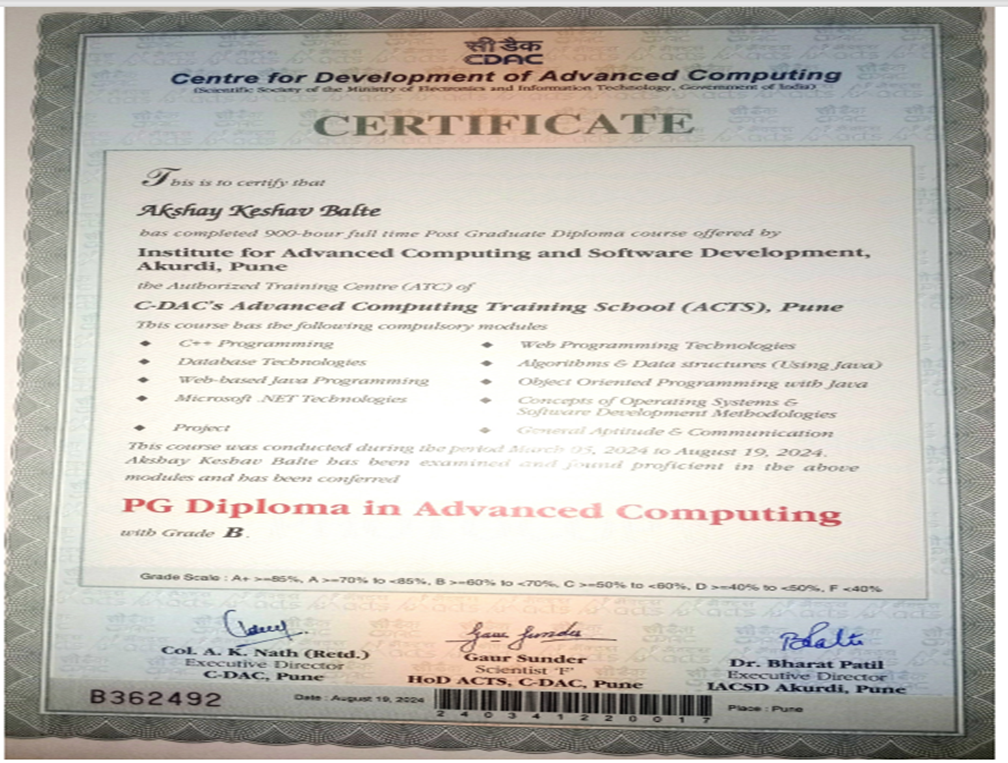 सी डैक
CDAC
Centre for Development of Advanced Computing
(Scientific Society of the Ministry of Electronics and Information Technology, Government of India)
CERTIFICATE
This is to certify that
Akshay Keshav Balte
has completed 900-hour full time Post Graduate Diploma course offered by
Institute for Advanced Computing and Software Development,
Akurdi, Pune
the Authorized Training Centre (ATC) of
C-DAC's Advanced Computing Training School (ACTS), Pune
This course has the following compulsory modules
◆ C++ Programming
◆ Database Technologies
◆ Web-based Java Programming
◆ Microsoft .NET Technologies
◆ Project
◆ Web Programming Technologies
◆ Algorithms & Data structures (Using Java)
◆ Object Oriented Programming with Java
◆ Concepts of Operating Systems &
Software Development Methodologies
◆ General Aptitude & Communication
This course was conducted during the period March 05, 2024 to August 19, 2024.
Akshay Keshav Balte has been examined and found proficient in the above
modules and has been conferred
PG Diploma in Advanced Computing
with Grade B.
Grade Scale : A+ >=85%, A >=70% to <85%, B >=60% to <70%, C >=50% to <60%, D >=40% to <50%, F <40%
Col. A. K. Nath (Retd.)
Executive Director
C-DAC, Pune
Gaur Sunder
Gaur Sunder
Scientist 'F'
HoD ACTS, C-DAC, Pune
Dr. Bharat Patil
Executive Director
IACSD Akurdi, Pune
B362492
Date : August 19, 2024
240341220017
Place : Pune